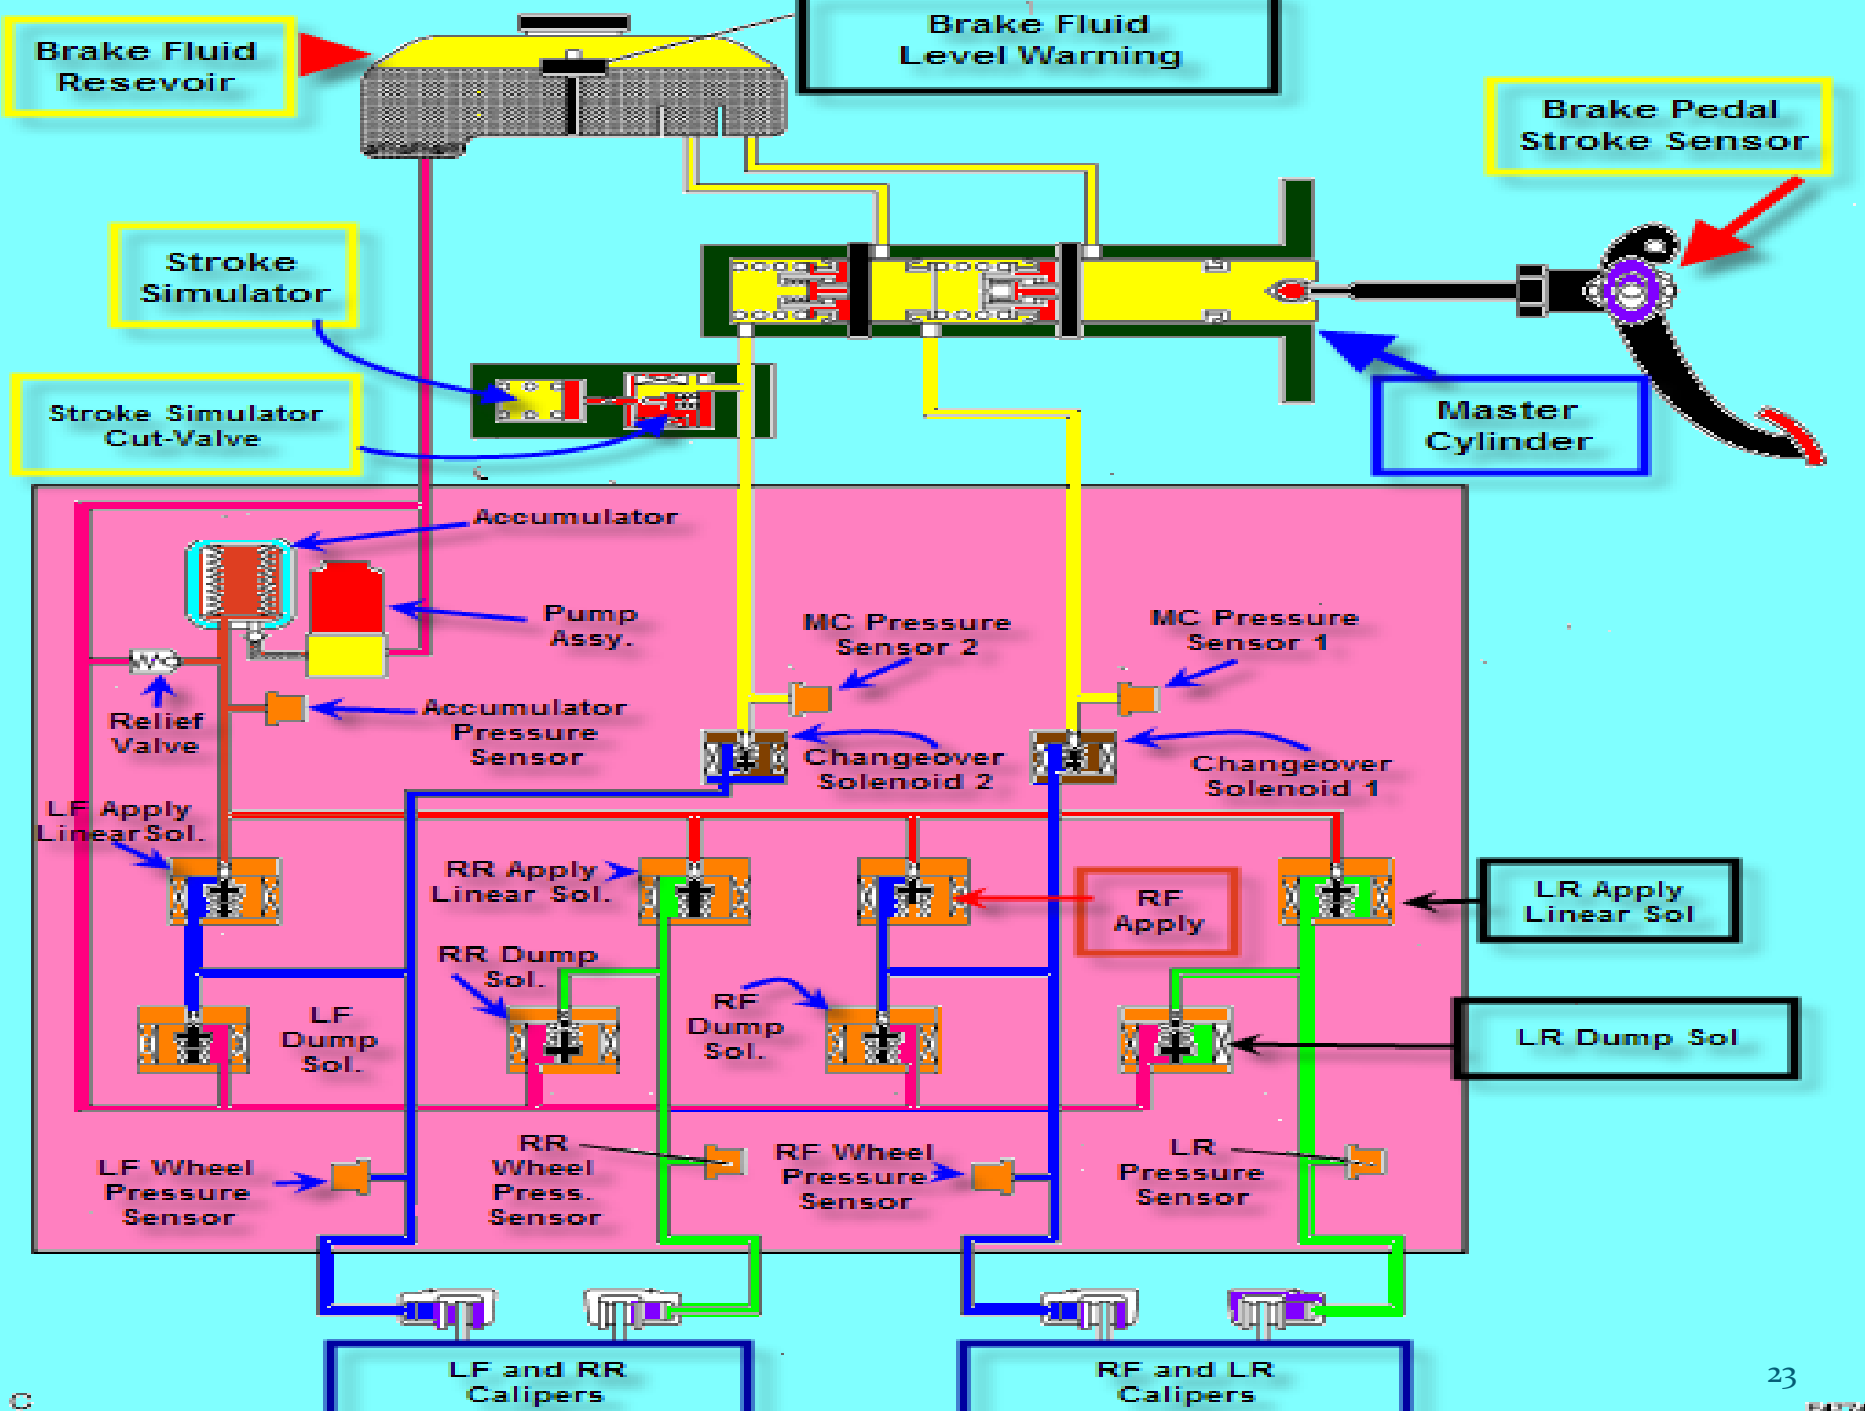 Brake Fluid
Resevoir
Brake Fluid
Level Warning
Brake Pedal
Stroke Sensor
Stroke
Simulator
Stroke Simulator
Cut-Valve
Master
Cylinder
Accumulator
Pump
Assy.
MC Pressure
Sensor 2
MC Pressure
Sensor 1
Relief
Valve
Accumulator
Pressure
Sensor
Changeover
Solenoid 2
Changeover
Solenoid 1
LF Apply
Linear Sol.
RR Apply
Linear Sol.
RF
Apply
LR Apply
Linear Sol
RR Dump
Sol.
LF
Dump
Sol.
RF
Dump
Sol.
LR Dump Sol
LF Wheel
Pressure
Sensor
RR
Wheel
Press.
Sensor
RF Wheel
Pressure
Sensor
LR
Pressure
Sensor
LF and RR
Calipers
RF and LR
Calipers
23